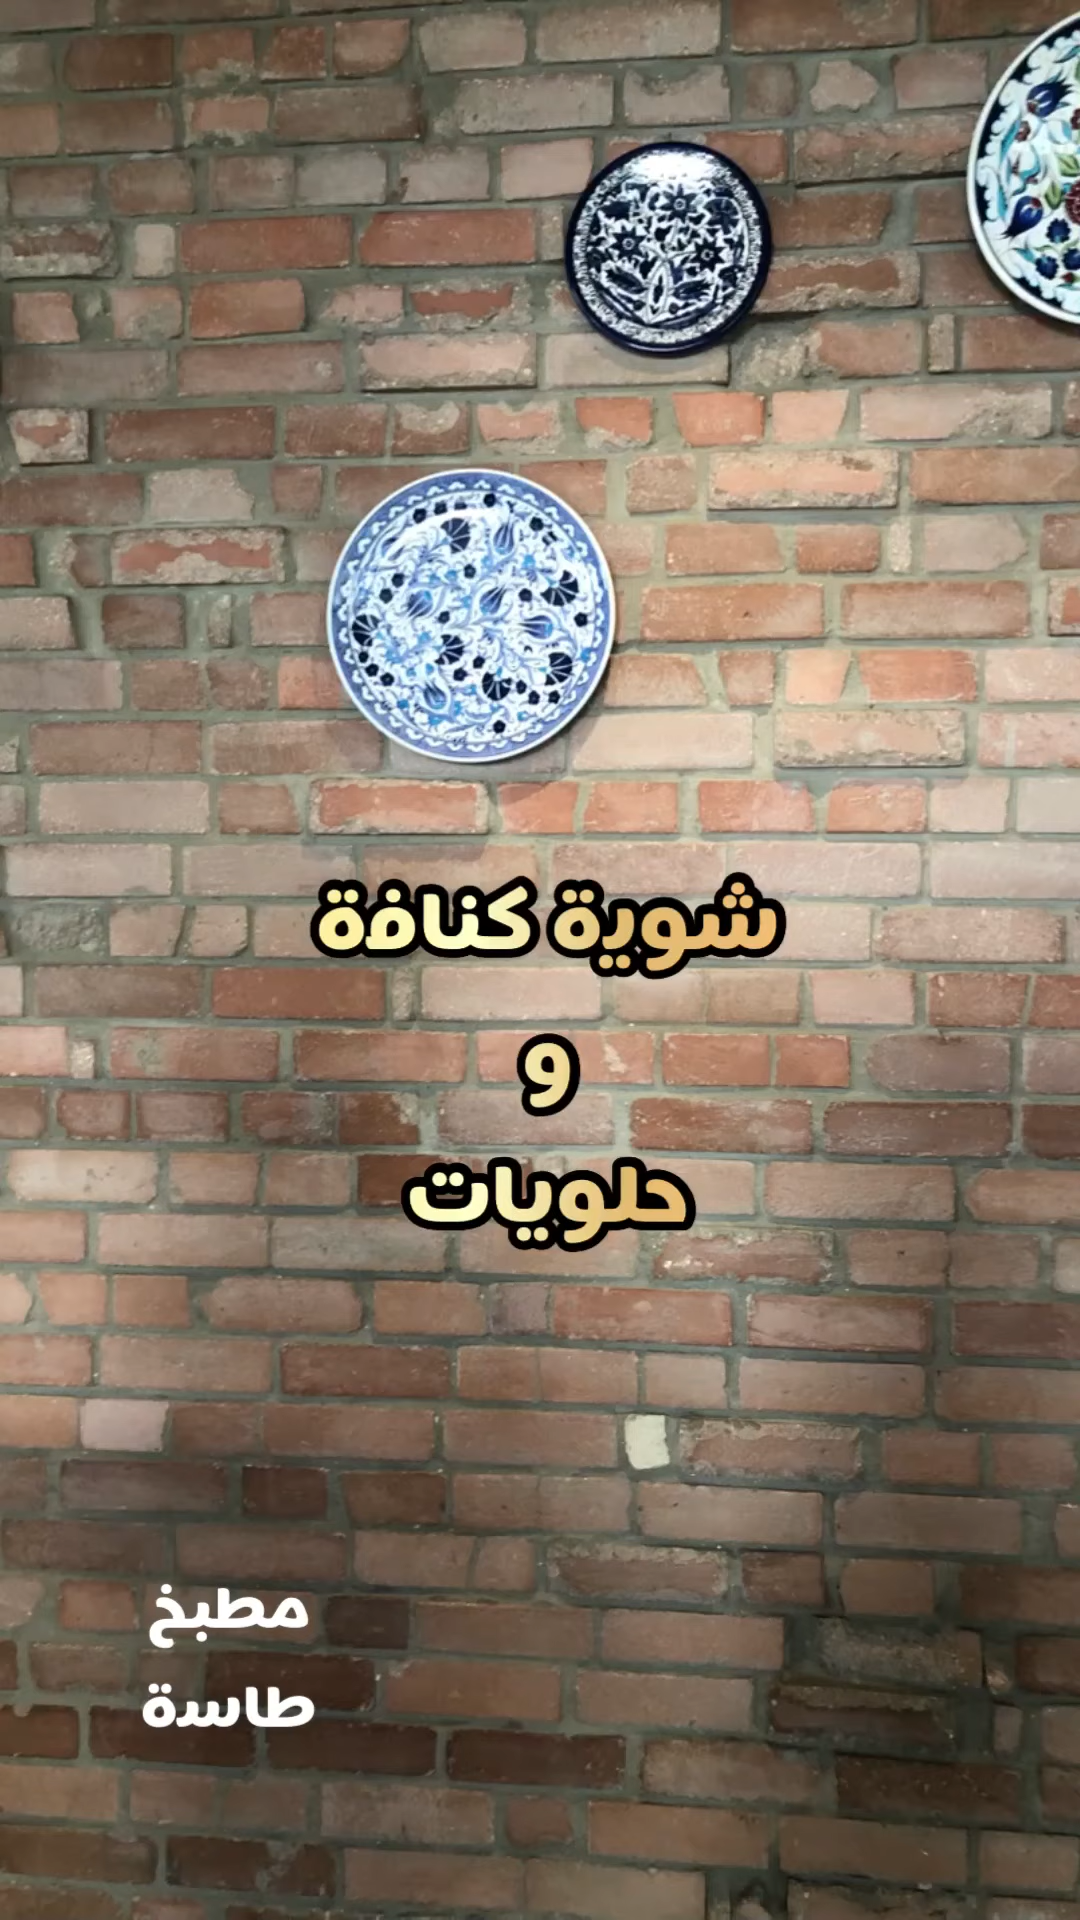 شوية كنافة
و
حلويات
مطبخ
طاسة